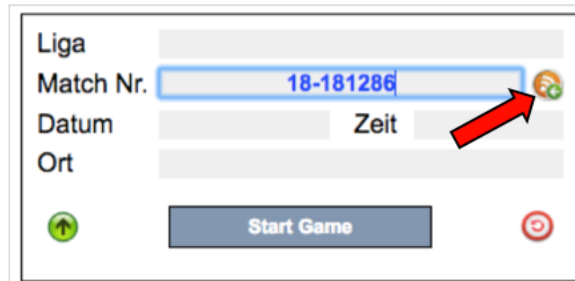 Liga
Match Nr. 18-181286
Datum Zeit
Ort
Start Game